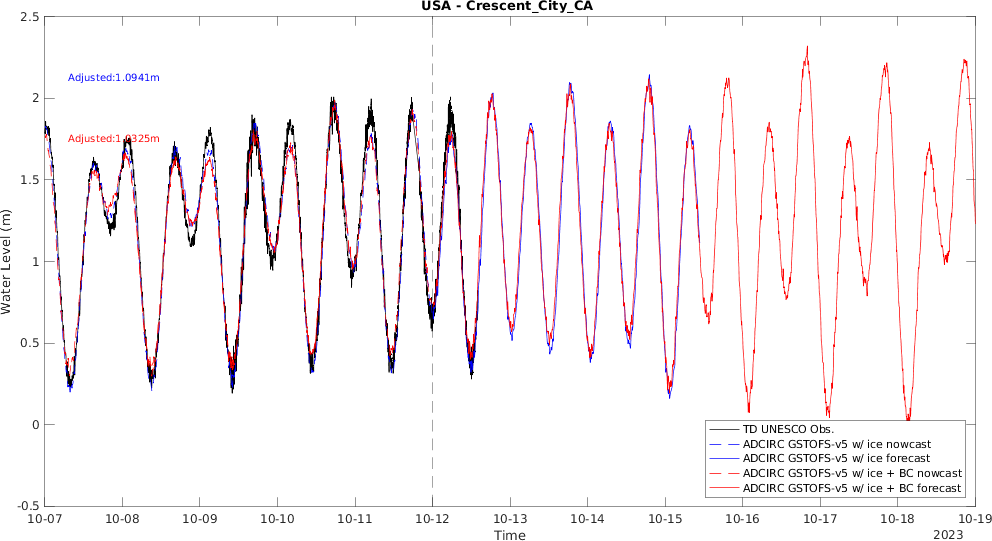 USA - Crescent_City_CA
2.5
Adjusted:1.0941m
2
Adjusted:1.0325m
1.5
1
0.5
0
-0.5
Water Level (m)
TD UNESCO Obs.
ADCIRC GSTOFS-v5 w/ ice nowcast
ADCIRC GSTOFS-v5 w/ ice forecast
ADCIRC GSTOFS-v5 w/ ice + BC nowcast
ADCIRC GSTOFS-v5 w/ ice + BC forecast
10-07 10-08 10-09 10-10 10-11 10-12 10-13 10-14 10-15 10-16 10-17 10-18 10-19
Time
2023